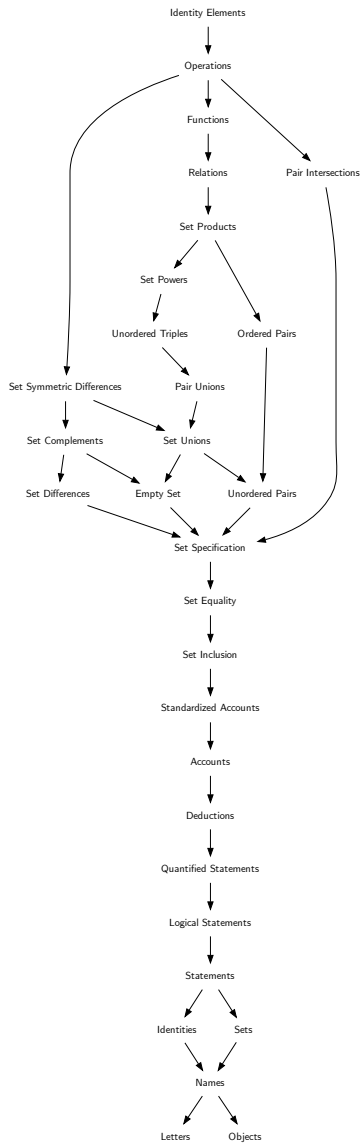 Identity Elements
Operations
Functions
Relations
Pair Intersections
Set Products
Set Powers
Unordered Triples
Ordered Pairs
Set Symmetric Differences
Pair Unions
Set Complements
Set Unions
Set Differences
Empty Set
Unordered Pairs
Set Specification
Set Equality
Set Inclusion
Standardized Accounts
Accounts
Deductions
Quantified Statements
Logical Statements
Statements
Identities
Sets
Names
Letters
Objects